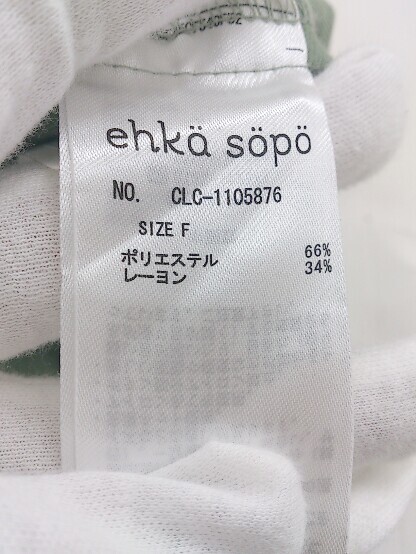 ehkä söpö
NO. CLC-1105876
SIZE F
ポリエステル 66%
レーヨン 34%